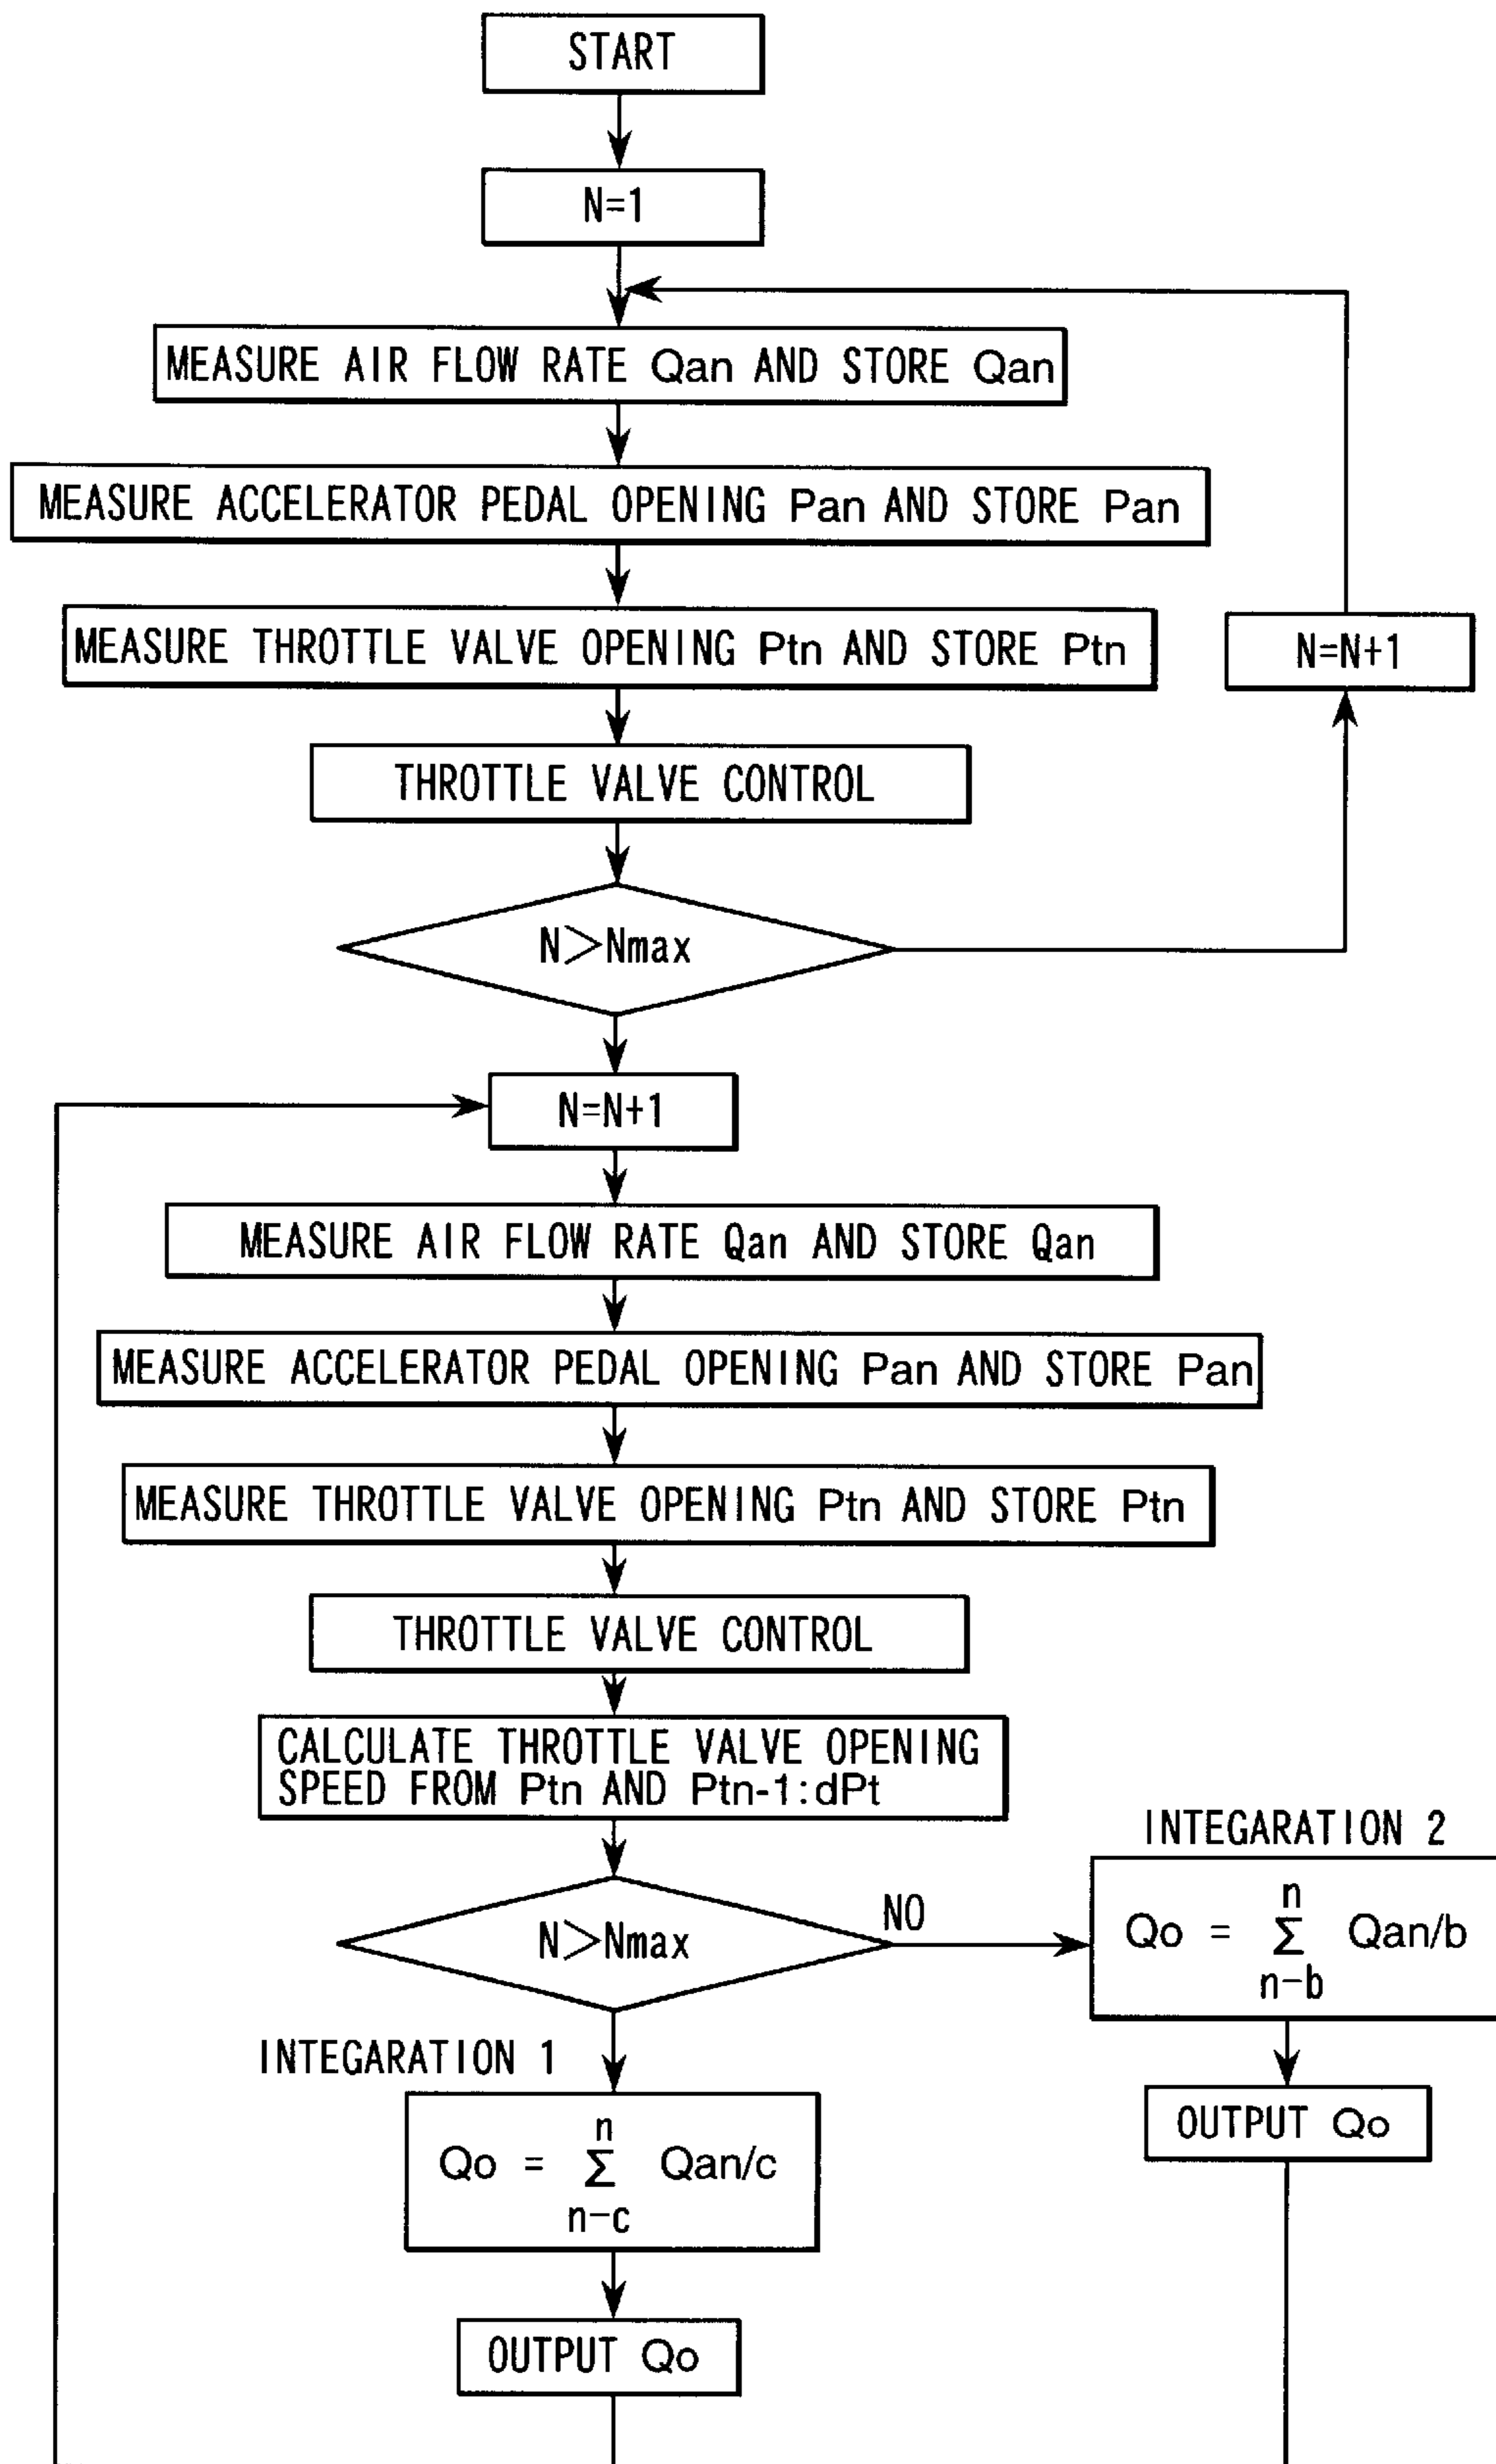 START
N=1
MEASURE AIR FLOW RATE Qan AND STORE Qan
MEASURE ACCELERATOR PEDAL OPENING Pan AND STORE Pan
MEASURE THROTTLE VALVE OPENING Ptn AND STORE Ptn
N=N+1
THROTTLE VALVE CONTROL
N>Nmax
N=N+1
MEASURE AIR FLOW RATE Qan AND STORE Qan
MEASURE ACCELERATOR PEDAL OPENING Pan AND STORE Pan
MEASURE THROTTLE VALVE OPENING Ptn AND STORE Ptn
THROTTLE VALVE CONTROL
CALCULATE THROTTLE VALVE OPENING
SPEED FROM Ptn AND Ptn-1:dPt
N>Nmax
NO
INTEGARATION 2
n
Qo = Σ Qan/b
n-b
OUTPUT Qo
INTEGARATION 1
n
Qo = Σ Qan/c
n-c
OUTPUT Qo